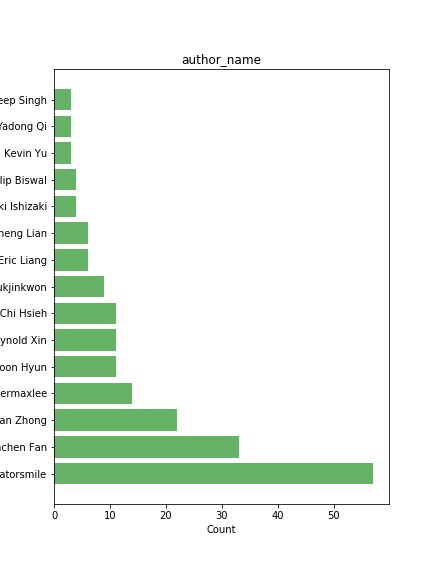 author_name
eep Singh
Yadong Qi
Kevin Yu
lip Biswal
ki Ishizaki
heng Lian
Eric Liang
ukjinkwon
Chi Hsieh
ynold Xin
oon Hyun
ermaxlee
an Zhong
chen Fan
atorsmile
0 10 20 30 40 50
Count